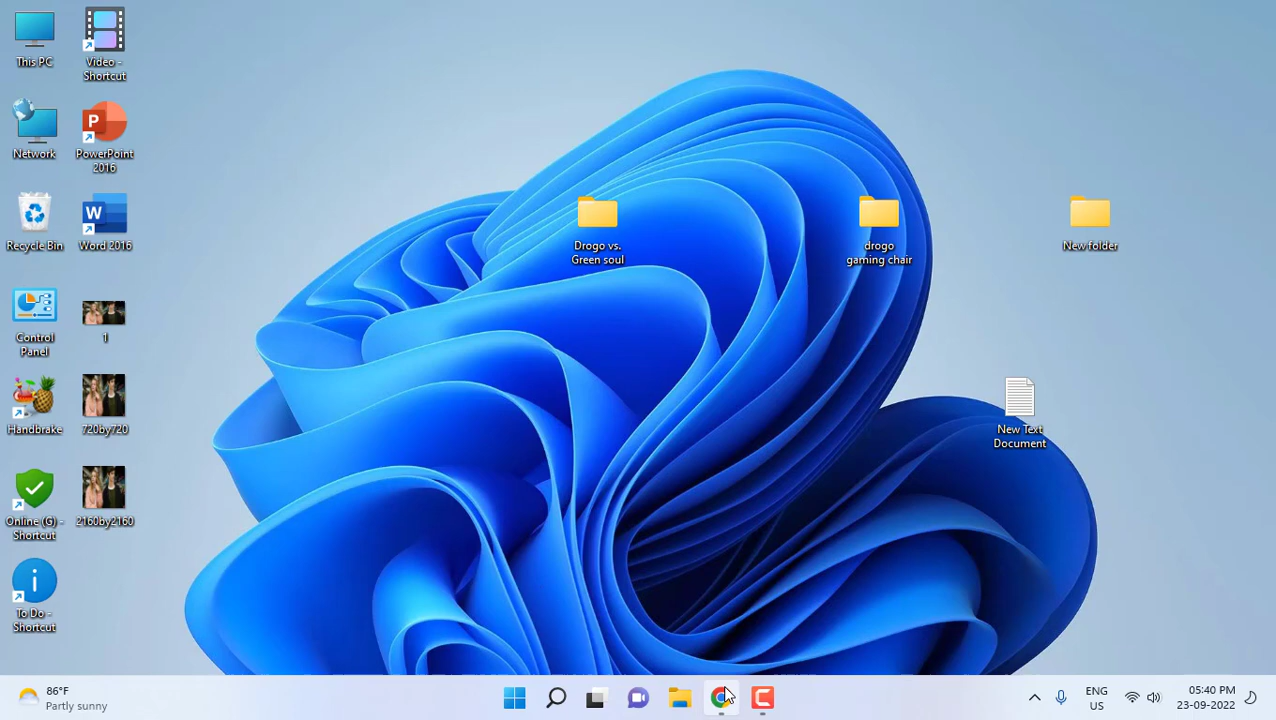 This PC
Video -
Shortcut
Network
PowerPoint
2016
Recycle Bin
Word 2016
Control
Panel
1
Handbrake
720by720
Online (G) -
Shortcut
2160by2160
To Do -
Shortcut
Drogo vs.
Green soul
drogo
gaming chair
New folder
New Text
Document
86°F
Partly sunny
ENG
US
05:40 PM
23-09-2022